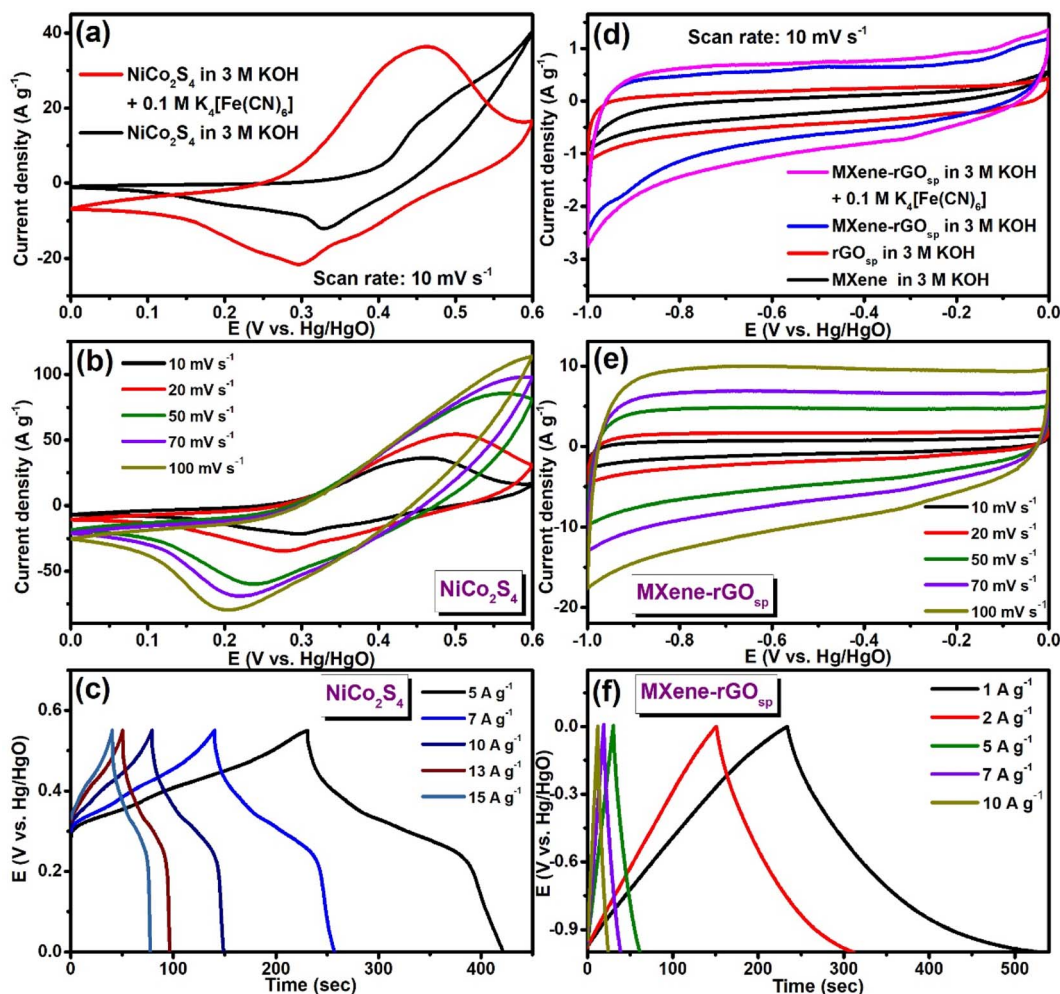 (a)
40
20
0
-20
0.0
0.1
0.2
0.3
0.4
0.5
0.6
Current density (A g⁻¹)
E (V vs. Hg/HgO)
NiCo₂S₄ in 3 M KOH
+ 0.1 M K₄[Fe(CN)₆]
NiCo₂S₄ in 3 M KOH
Scan rate: 10 mV s⁻¹
(d)
Scan rate: 10 mV s⁻¹
1
0
-1
-2
-3
-1.0
-0.8
-0.6
-0.4
-0.2
0.0
Current density (A g⁻¹)
E (V vs. Hg/HgO)
MXene-rGOsp in 3 M KOH
+ 0.1 M K₄[Fe(CN)₆]
MXene-rGOsp in 3 M KOH
rGOsp in 3 M KOH
MXene in 3 M KOH
(b)
10 mV s⁻¹
20 mV s⁻¹
50 mV s⁻¹
70 mV s⁻¹
100 mV s⁻¹
100
50
0
-50
0.0
0.1
0.2
0.3
0.4
0.5
0.6
Current density (A g⁻¹)
E (V vs. Hg/HgO)
NiCo₂S₄
(e)
10
0
-10
-20
-1.0
-0.8
-0.6
-0.4
-0.2
0.0
Current density (A g⁻¹)
E (V vs. Hg/HgO)
10 mV s⁻¹
20 mV s⁻¹
50 mV s⁻¹
70 mV s⁻¹
100 mV s⁻¹
MXene-rGOsp
(c)
NiCo₂S₄
5 A g⁻¹
7 A g⁻¹
10 A g⁻¹
13 A g⁻¹
15 A g⁻¹
0.6
0.4
0.2
0.0
0
100
200
300
400
E (V vs. Hg/HgO)
Time (sec)
(f)
MXene-rGOsp
1 A g⁻¹
2 A g⁻¹
5 A g⁻¹
7 A g⁻¹
10 A g⁻¹
0.0
-0.3
-0.6
-0.9
0
100
200
300
400
500
E (V vs. Hg/HgO)
Time (sec)